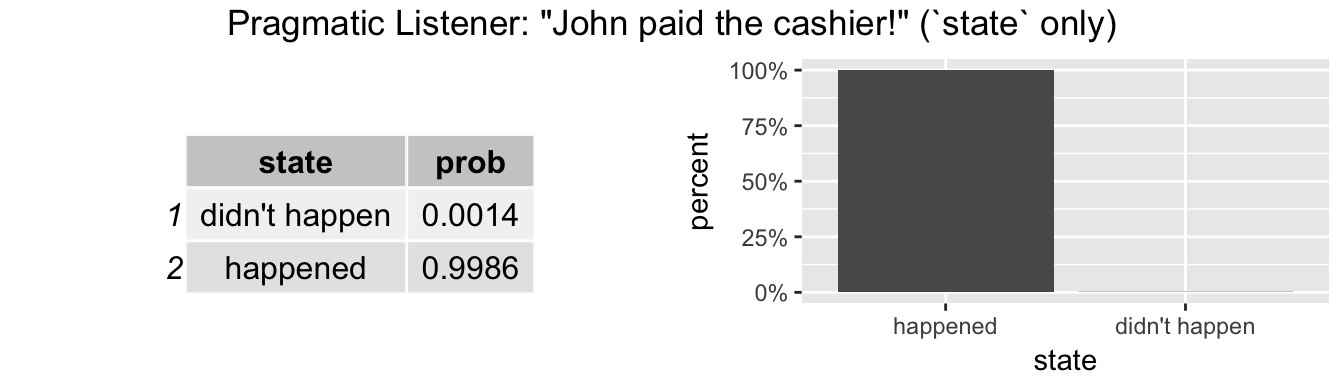 Pragmatic Listener: "John paid the cashier!" (`state` only)
state prob
1 didn't happen 0.0014
2 happened 0.9986
percent
100%
75%
50%
25%
0%
happened didn't happen
state